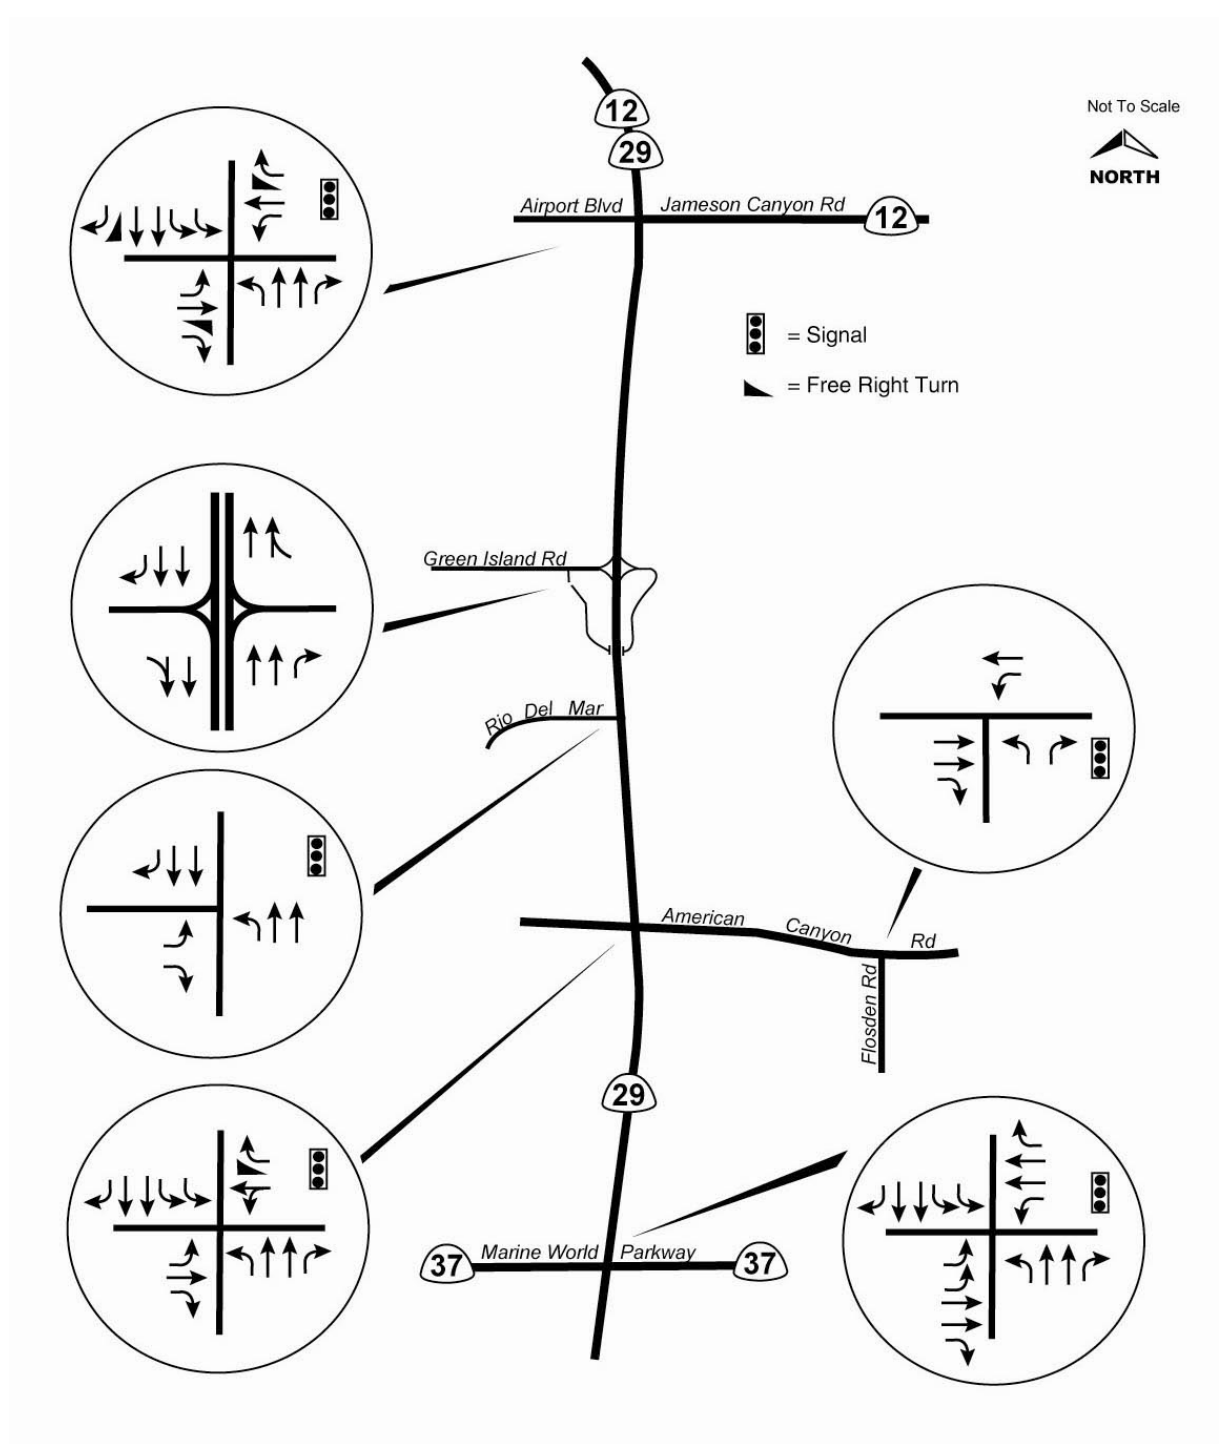 12
Not To Scale
29
NORTH
Airport Blvd
Jameson Canyon Rd
12
= Signal
= Free Right Turn
Green Island Rd
Rio Del Mar
American Canyon Rd
Flosden Rd
29
37
Marine World Parkway
37